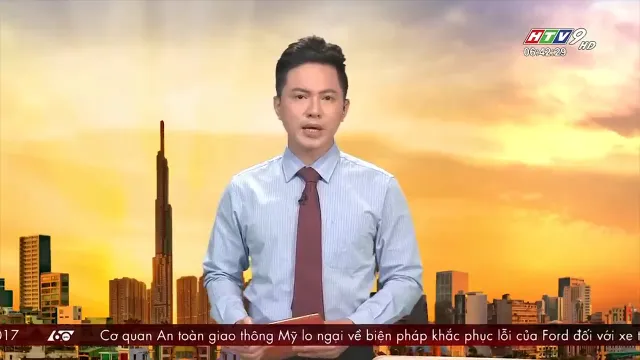 HTV9 HD
06:42:29
017 60 Cơ quan An toàn giao thông Mỹ lo ngại về biện pháp khắc phục lỗi của Ford đối với xe